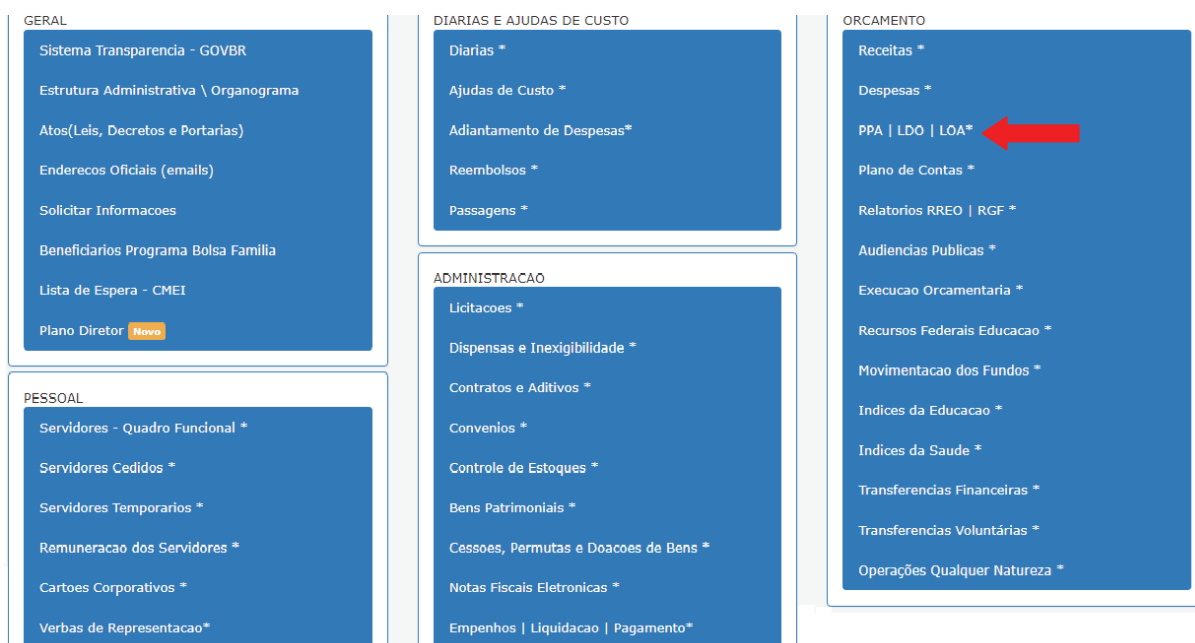 GERAL
Sistema Transparencia - GOVBR
Estrutura Administrativa \ Organograma
Atos(Leis, Decretos e Portarias)
Enderecos Oficiais (emails)
Solicitar Informacoes
Beneficiarios Programa Bolsa Familia
Lista de Espera - CMEI
Plano Diretor Novo
PESSOAL
Servidores - Quadro Funcional *
Servidores Cedidos *
Servidores Temporarios *
Remuneracao dos Servidores *
Cartoes Corporativos *
Verbas de Representacao*
DIARIAS E AJUDAS DE CUSTO
Diarias *
Ajudas de Custo *
Adiantamento de Despesas*
Reembolsos *
Passagens *
ADMINISTRACAO
Licitacoes *
Dispensas e Inexigibilidade *
Contratos e Aditivos *
Convenios *
Controle de Estoques *
Bens Patrimoniais *
Cessoes, Permutas e Doacoes de Bens *
Notas Fiscais Eletronicas *
Empenhos | Liquidacao | Pagamento*
ORCAMENTO
Receitas *
Despesas *
PPA | LDO | LOA*
Plano de Contas *
Relatorios RREO | RGF *
Audiencias Publicas *
Execucao Orcamentaria *
Recursos Federais Educacao *
Movimentacao dos Fundos *
Indices da Educacao *
Indices da Saude *
Transferencias Financeiras *
Transferencias Voluntárias *
Operações Qualquer Natureza *